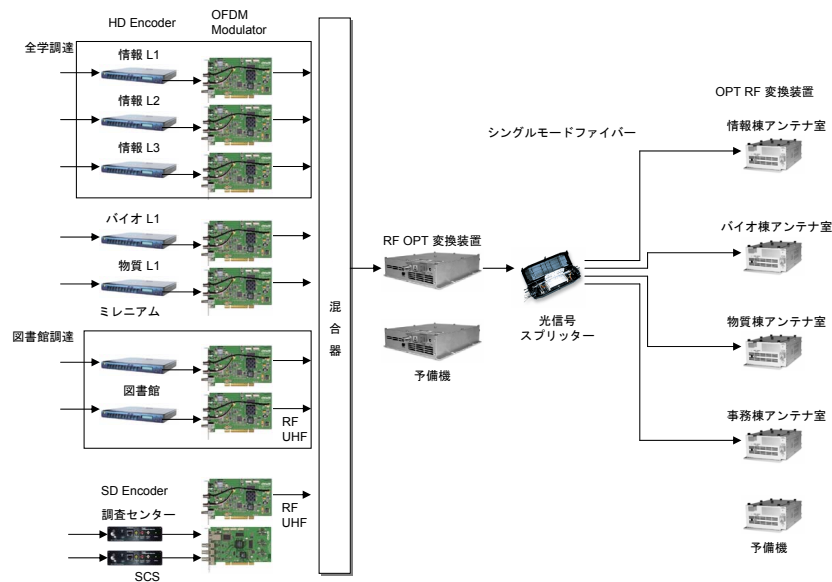 HD Encoder
OFDM
Modulator
全学調達
情報 L1
情報 L2
情報 L3
バイオ L1
物質 L1
ミレニアム
図書館調達
図書館
RF
UHF
SD Encoder
調査センター
RF
UHF
SCS
混
合
器
RF OPT 変換装置
予備機
シングルモードファイバー
光信号
スプリッター
OPT RF 変換装置
情報棟アンテナ室
バイオ棟アンテナ室
物質棟アンテナ室
事務棟アンテナ室
予備機